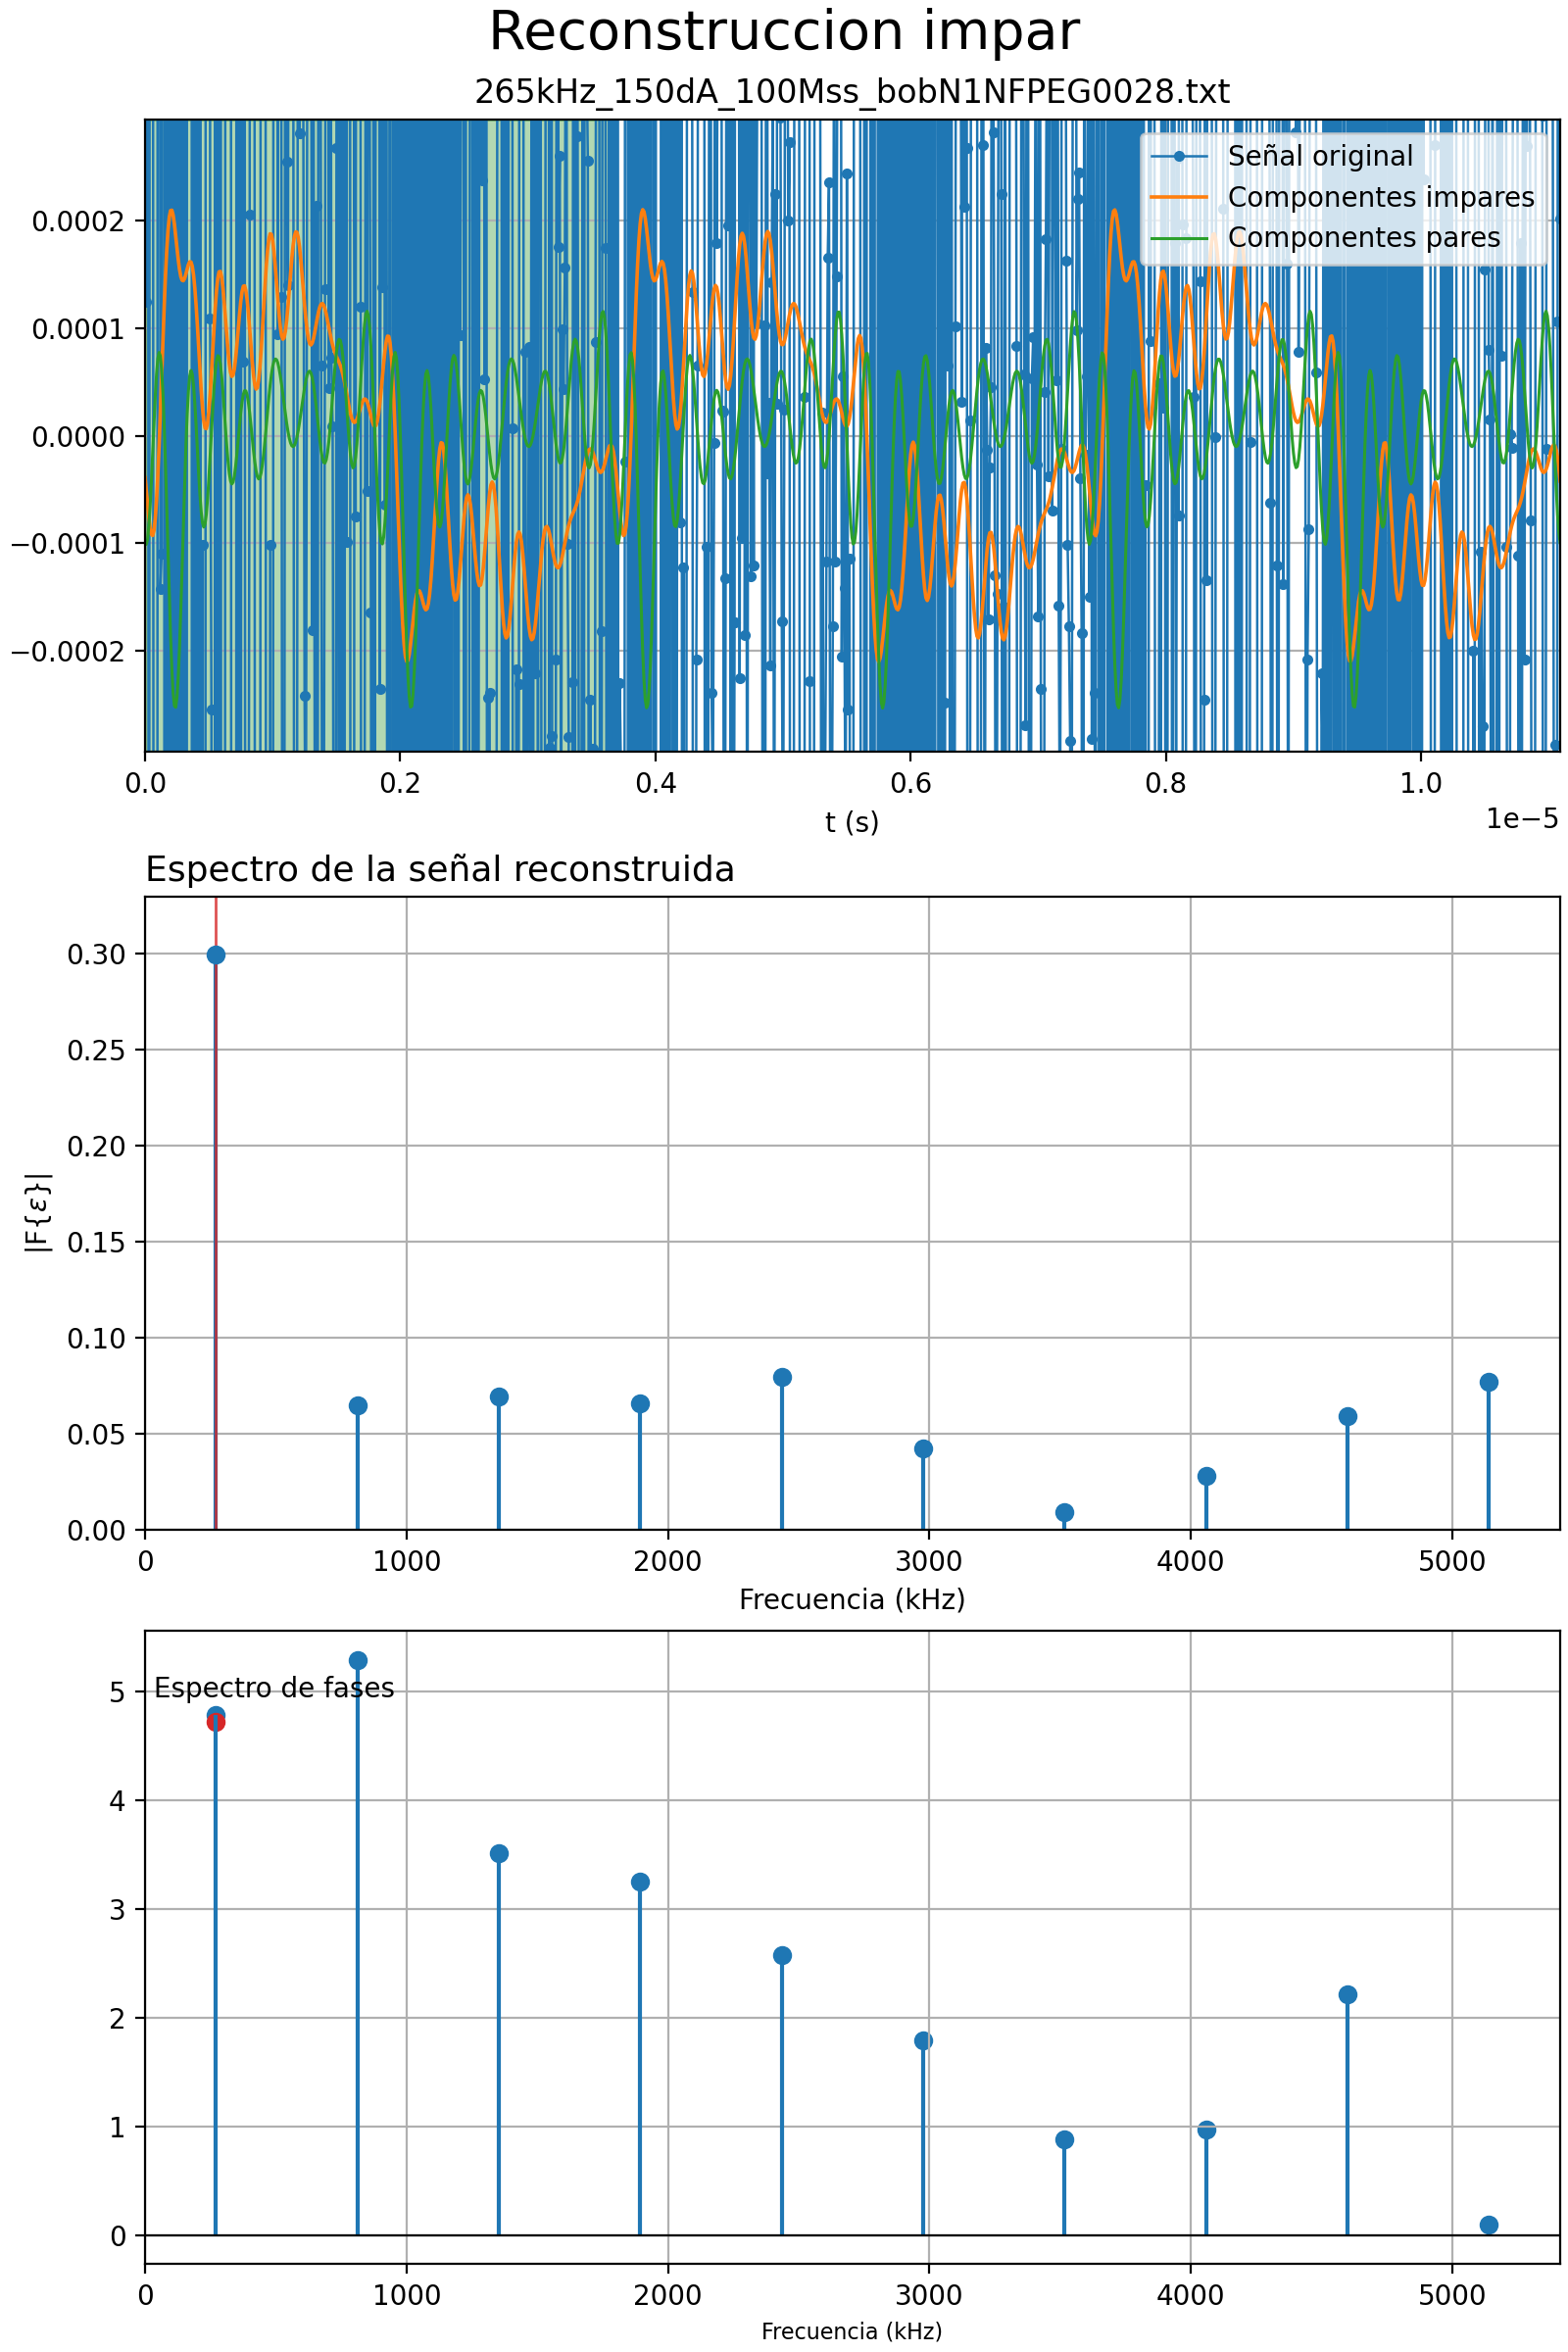 Reconstruccion impar
265kHz_150dA_100Mss_bobN1NFPEG0028.txt
Señal original
Componentes impares
Componentes pares
0.0002
0.0001
0.0000
−0.0001
−0.0002
0.0 0.2 0.4 0.6 0.8 1.0
1e−5
t (s)
Espectro de la señal reconstruida
|F{ε}|
0.30
0.25
0.20
0.15
0.10
0.05
0.00
0 1000 2000 3000 4000 5000
Frecuencia (kHz)
Espectro de fases
5
4
3
2
1
0
0 1000 2000 3000 4000 5000
Frecuencia (kHz)